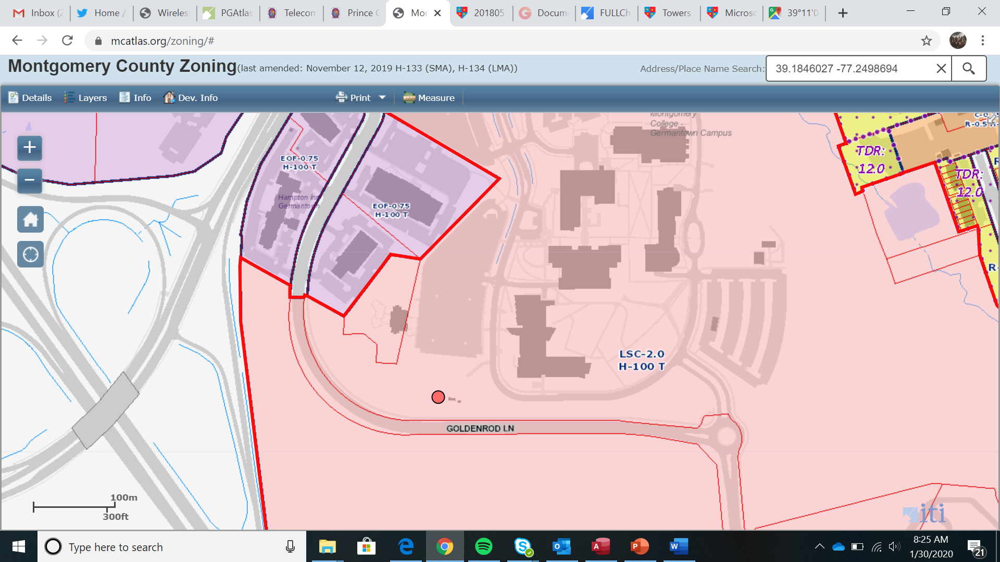 Inbox (2
Home /
Wireles
PGAtlas
Telecom
Prince G
Mor
201805
Docum
FULLCh
Towers
Microso
39°11'0
mcatlas.org/zoning/#
Montgomery County Zoning (last amended: November 12, 2019 H-133 (SMA), H-134 (LMA))
Address/Place Name Search:
39.1846027 -77.2498694
Details
Layers
Info
Dev. Info
Print
Measure
Montgomery
College -
Germantown Campus
EOF-0.75
H-100 T
Hampton Inn
Germantown
EOF-0.75
H-100 T
TDR:
12.0
TDR:
12.0
R-0.5
R-
LSC-2.0
H-100 T
GOLDENROD LN
100m
300ft
iti
Type here to search
8:25 AM
1/30/2020
21